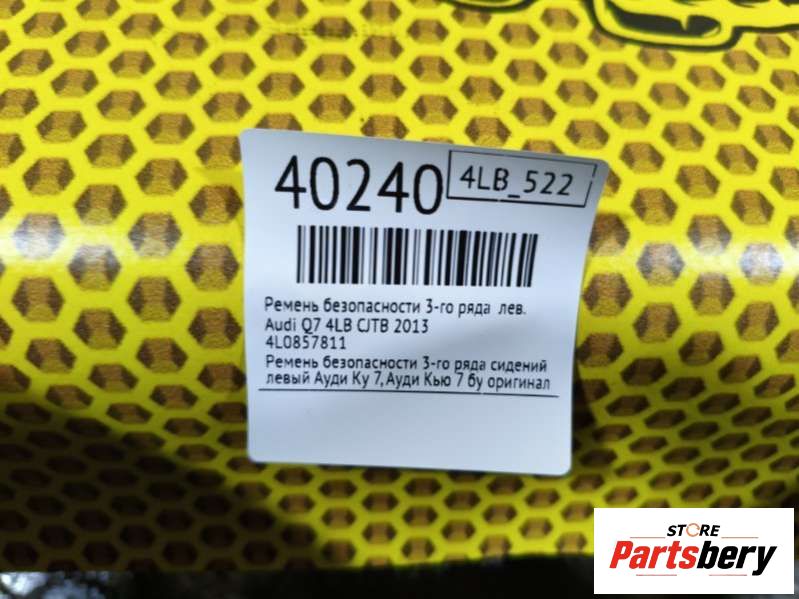 40240
4LB_522
Ремень безопасности 3-го ряда лев.
Audi Q7 4LB CJTB 2013
4L0857811
Ремень безопасности 3-го ряда сидений
левый Ауди Ку 7, Ауди Кью 7 бу оригинал
STORE
Partsbery